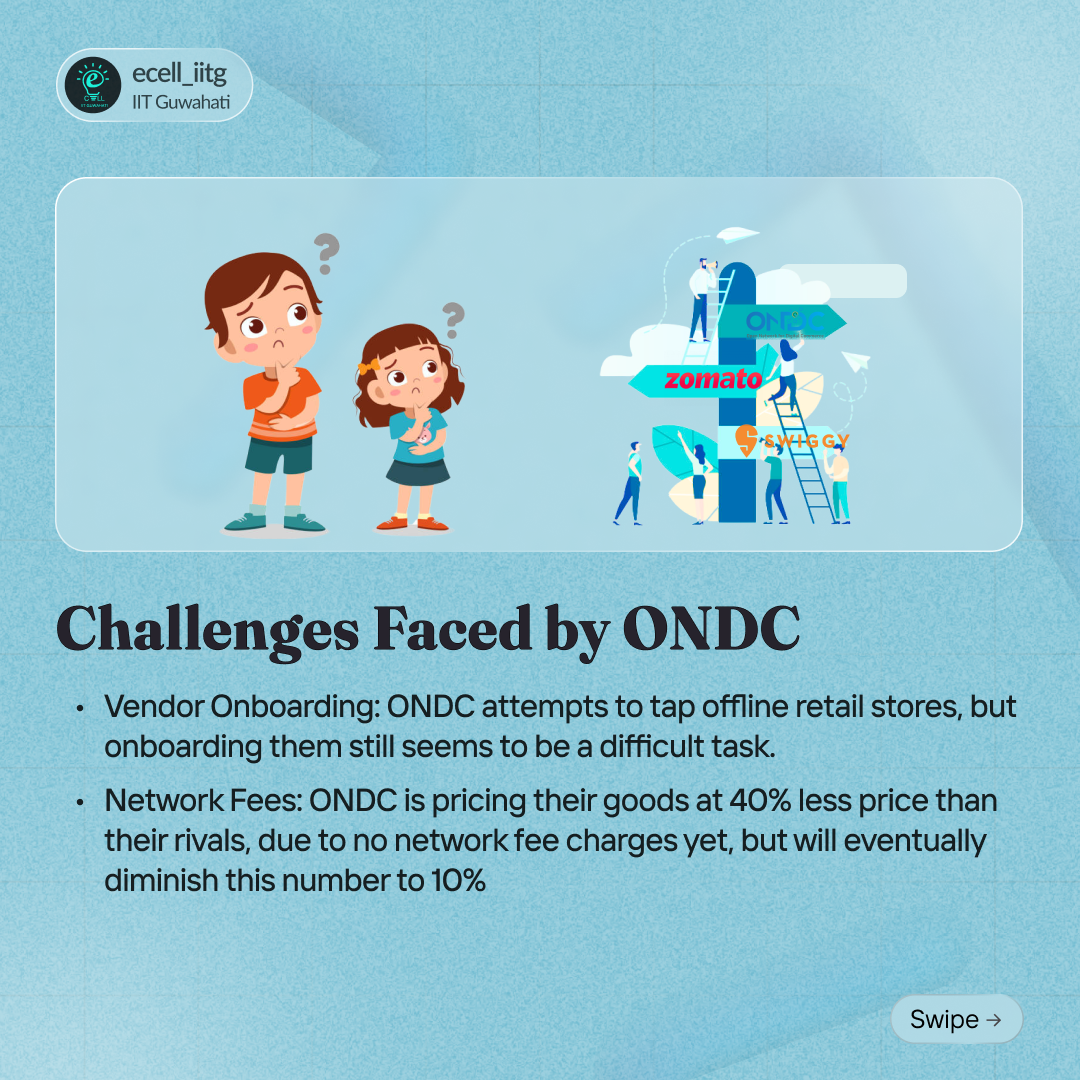 ecell_iitg
IIT Guwahati
e
CELL
IIT GUWAHATI
?
?
ONDC
zomato
SWIGGY
Challenges Faced by ONDC
• Vendor Onboarding: ONDC attempts to tap offline retail stores, but
onboarding them still seems to be a difficult task.
• Network Fees: ONDC is pricing their goods at 40% less price than
their rivals, due to no network fee charges yet, but will eventually
diminish this number to 10%
Swipe →